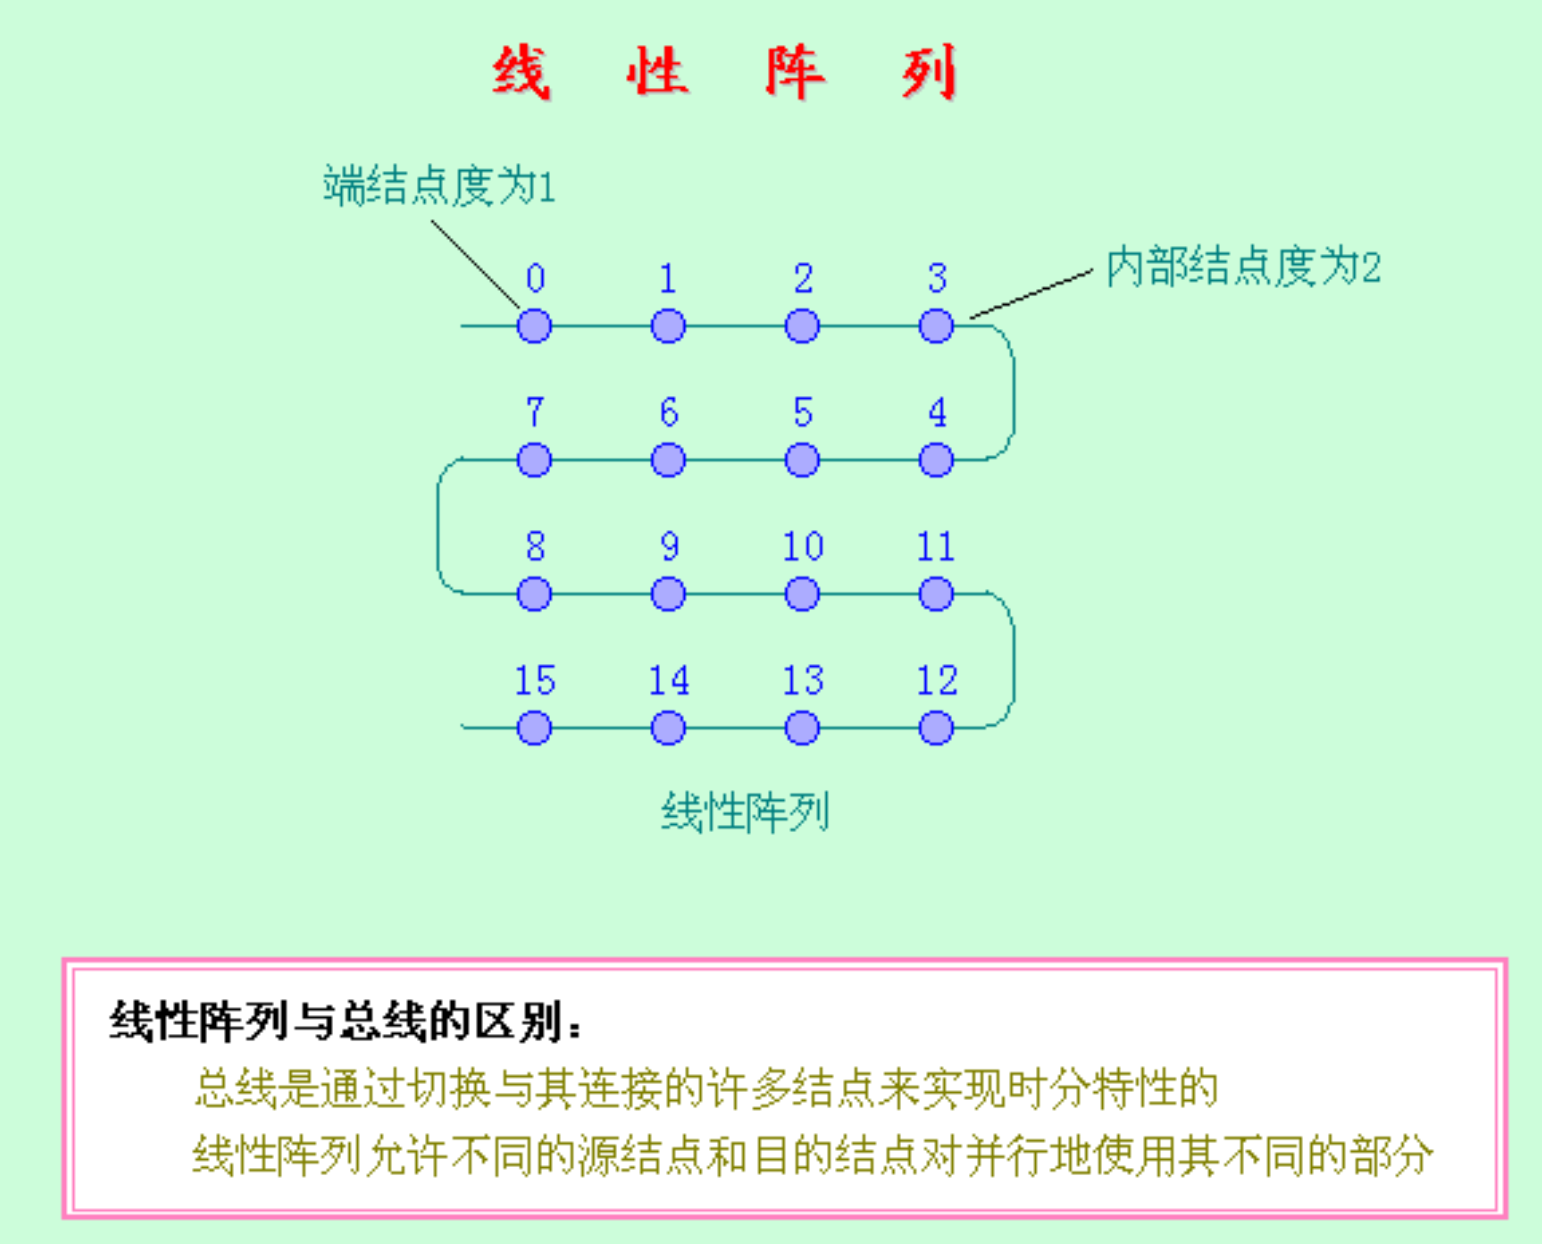 线 性 阵 列
端结点度为1
内部结点度为2
0 1 2 3
7 6 5 4
8 9 10 11
15 14 13 12
线性阵列
线性阵列与总线的区别：
总线是通过切换与其连接的许多结点来实现时分特性的
线性阵列允许不同的源结点和目的结点对并行地使用其不同的部分